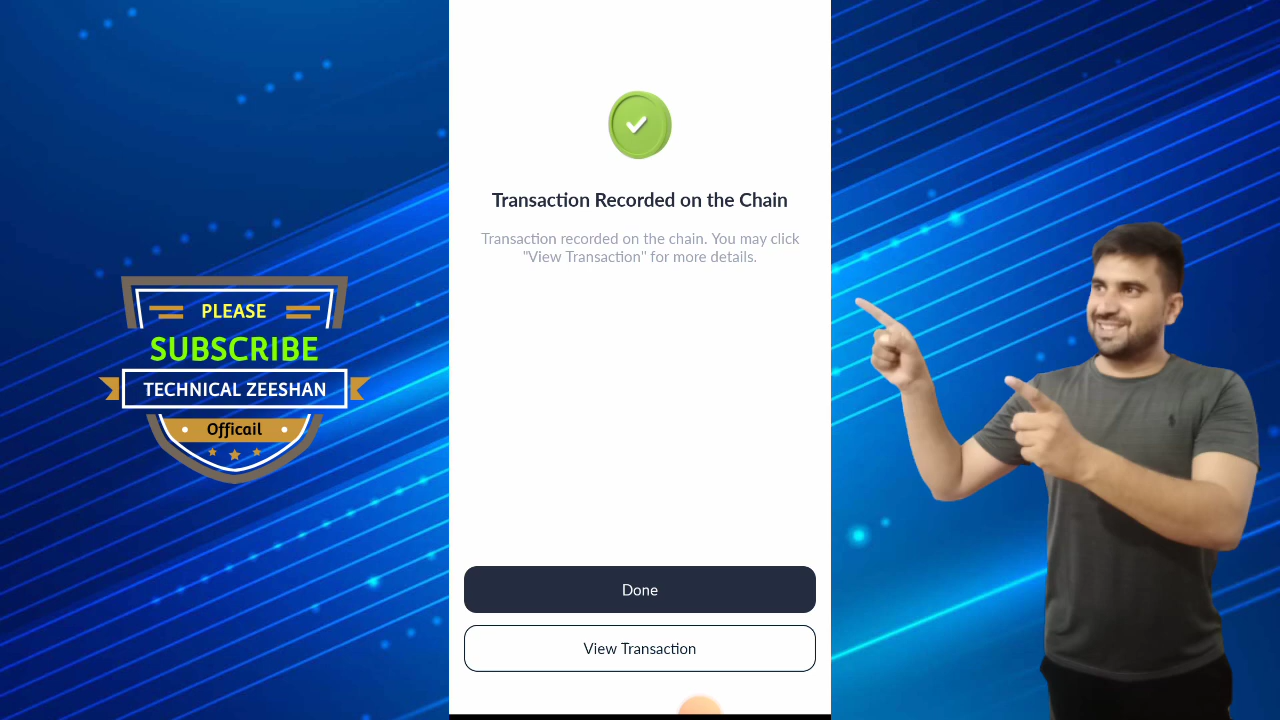 PLEASE
SUBSCRIBE
TECHNICAL ZEESHAN
Officail
Transaction Recorded on the Chain
Transaction recorded on the chain. You may click
"View Transaction" for more details.
Done
View Transaction